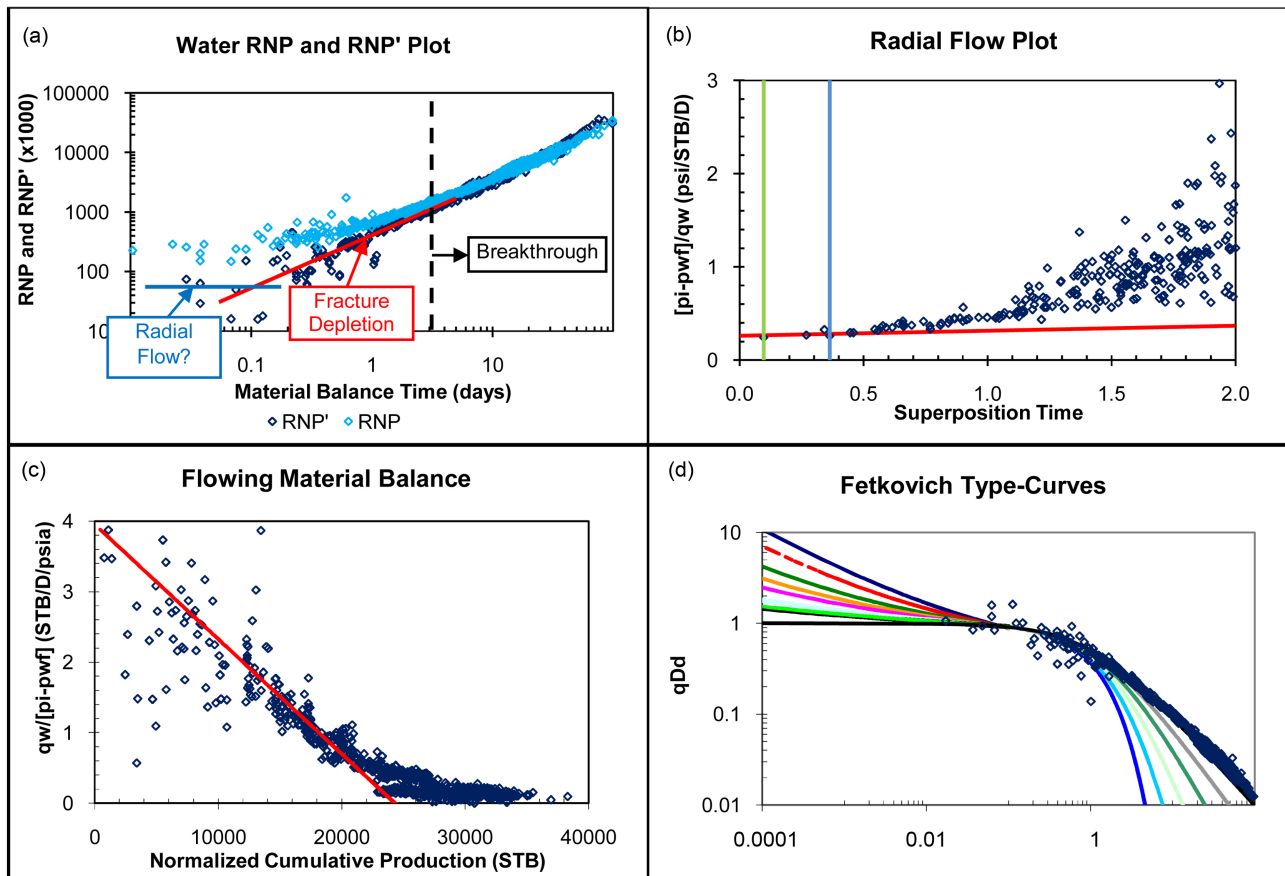 (a)
Water RNP and RNP' Plot
RNP and RNP' (x1000)
100000
10000
1000
100
10
Breakthrough
Fracture
Depletion
Radial
Flow?
0.1
1
10
Material Balance Time (days)
RNP' RNP
(b)
Radial Flow Plot
[pi-pwf]/qw (psi/STB/D)
3
2
1
0
0.0 0.5 1.0 1.5 2.0
Superposition Time
(c)
Flowing Material Balance
qw/[pi-pwf] (STB/D/psia)
4
3
2
1
0
0 10000 20000 30000 40000
Normalized Cumulative Production (STB)
(d)
Fetkovich Type-Curves
qDd
10
1
0.1
0.01
0.0001 0.01 1